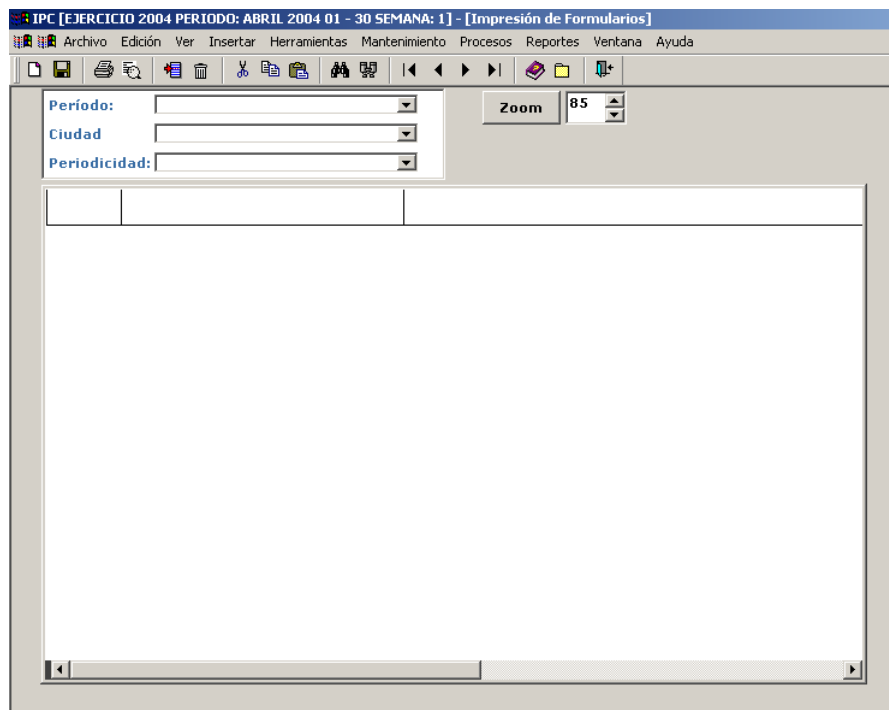 IPC [EJERCICIO 2004 PERIODO: ABRIL 2004 01 - 30 SEMANA: 1] - [Impresión de Formularios]
Archivo Edición Ver Insertar Herramientas Mantenimiento Procesos Reportes Ventana Ayuda
Período:
Zoom 85
Ciudad
Periodicidad: